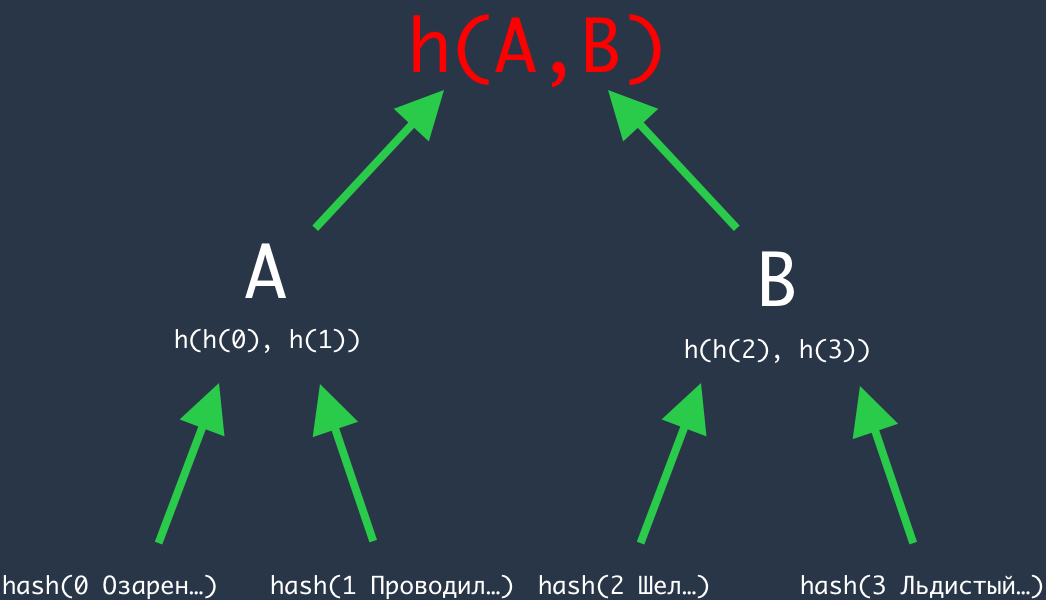 h(A,B)
A
B
h(h(0), h(1))
h(h(2), h(3))
hash(0 Озарен…)
hash(1 Проводил…)
hash(2 Шел…)
hash(3 Льдистый…)